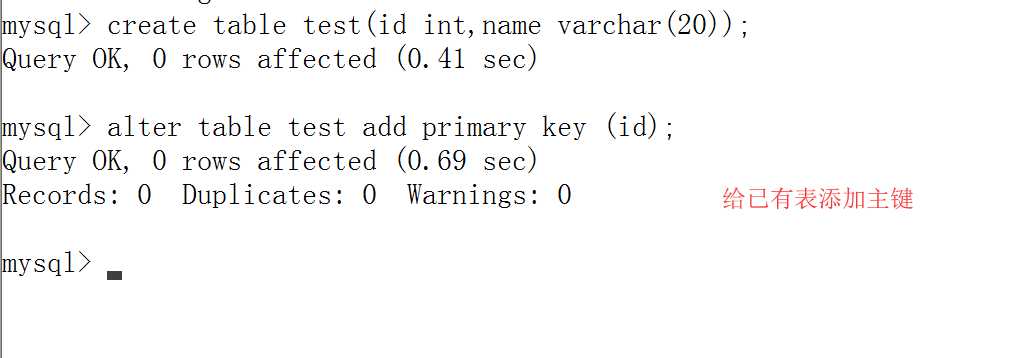 mysql> create table test(id int,name varchar(20));
Query OK, 0 rows affected (0.41 sec)
mysql> alter table test add primary key (id);
Query OK, 0 rows affected (0.69 sec)
Records: 0  Duplicates: 0  Warnings: 0
给已有表添加主键
mysql>